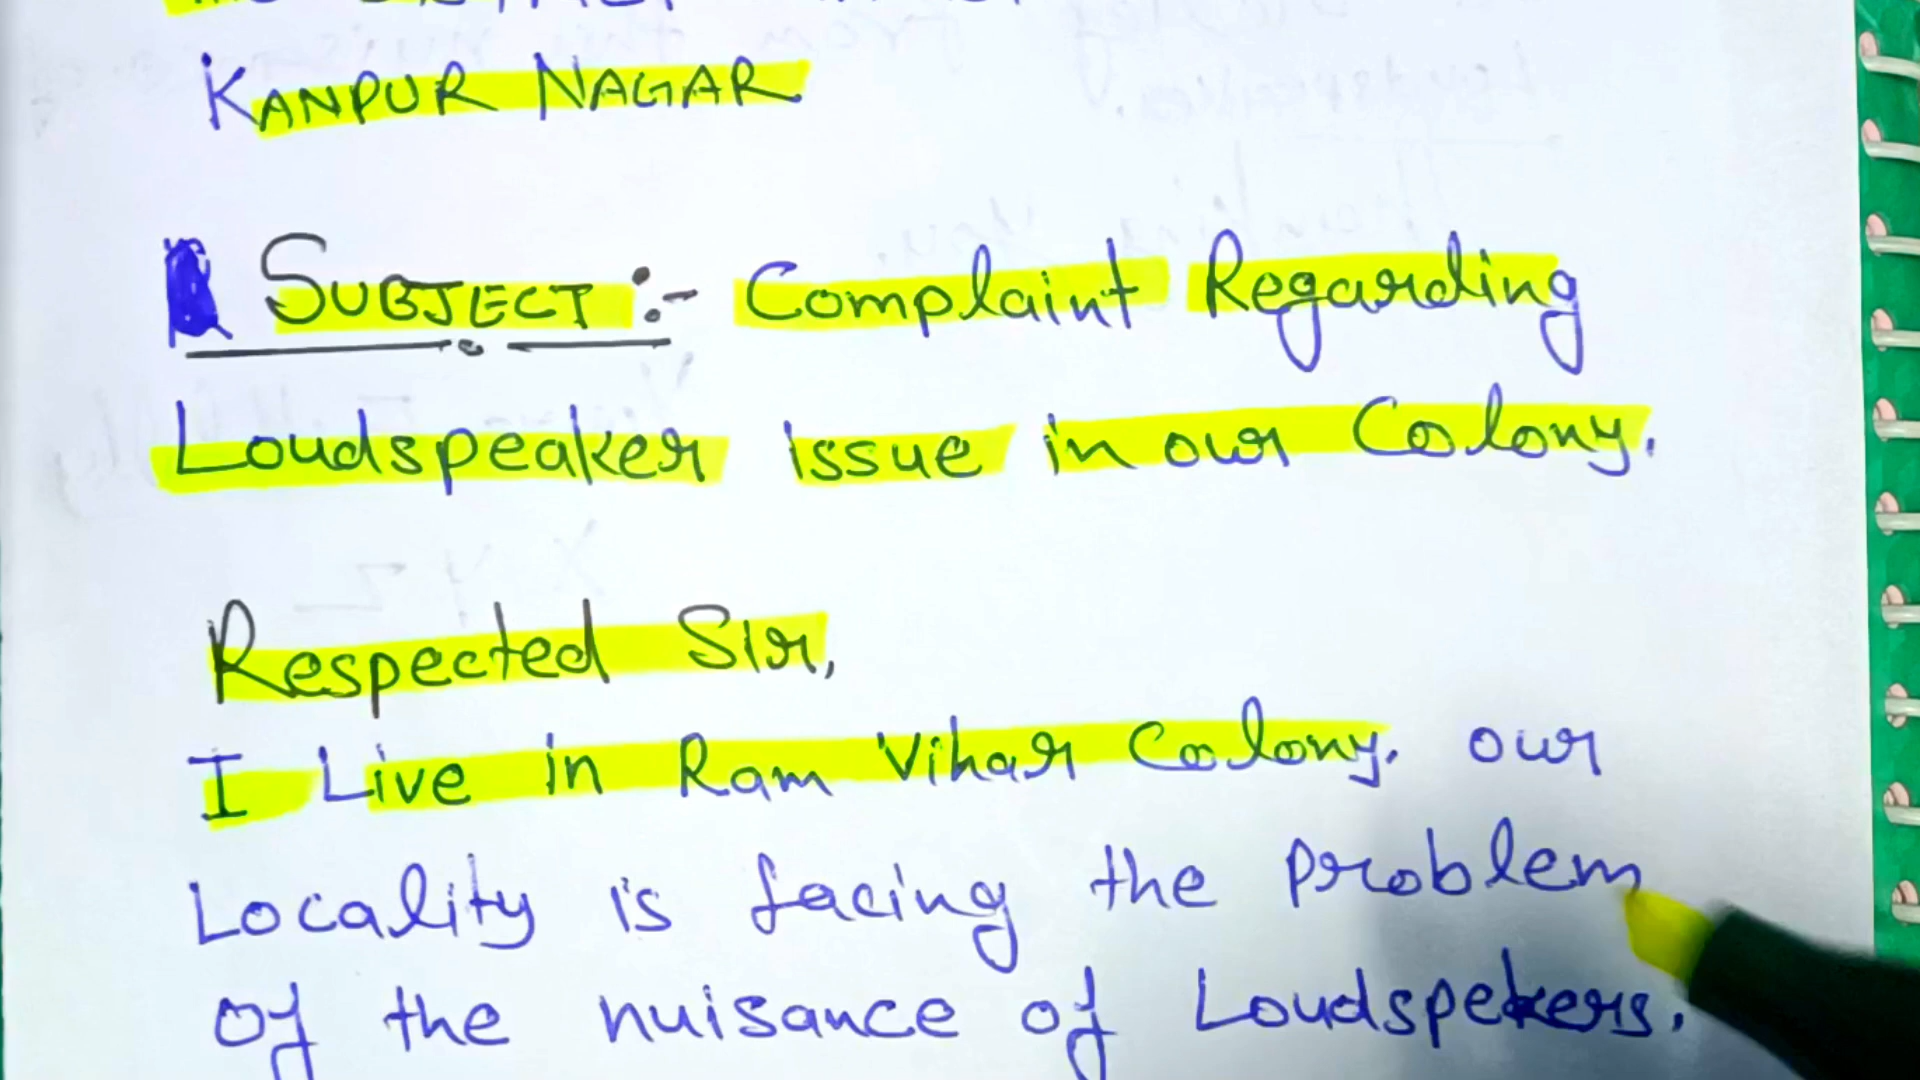 KANPUR NAGAR
SUBJECT :- Complaint Regarding
Loudspeaker issue in our Colony.
Respected Sir,
I Live in Ram Vihar Colony. our
Locality is facing the problem
of the nuisance of Loudspekers.